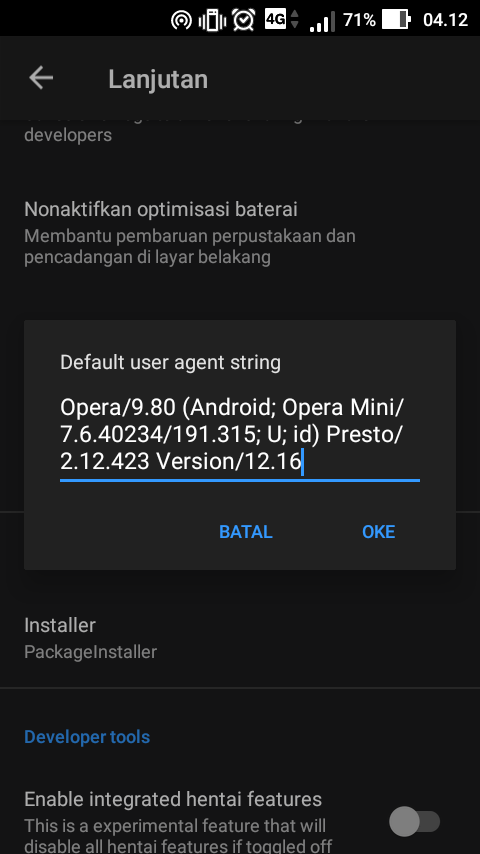 4G 71% 04.12
Lanjutan
developers
Nonaktifkan optimisasi baterai
Membantu pembaruan perpustakaan dan
pencadangan di layar belakang
Default user agent string
Opera/9.80 (Android; Opera Mini/
7.6.40234/191.315; U; id) Presto/
2.12.423 Version/12.16
BATAL OKE
Installer
PackageInstaller
Developer tools
Enable integrated hentai features
This is a experimental feature that will
disable all hentai features if toggled off